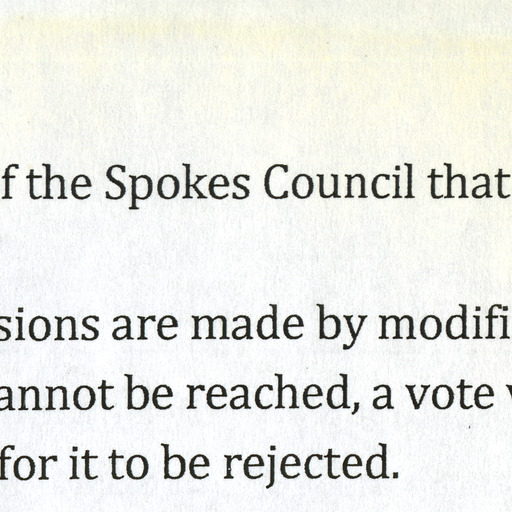 f the Spokes Council that
sions are made by modifi
annot be reached, a vote
for it to be rejected.